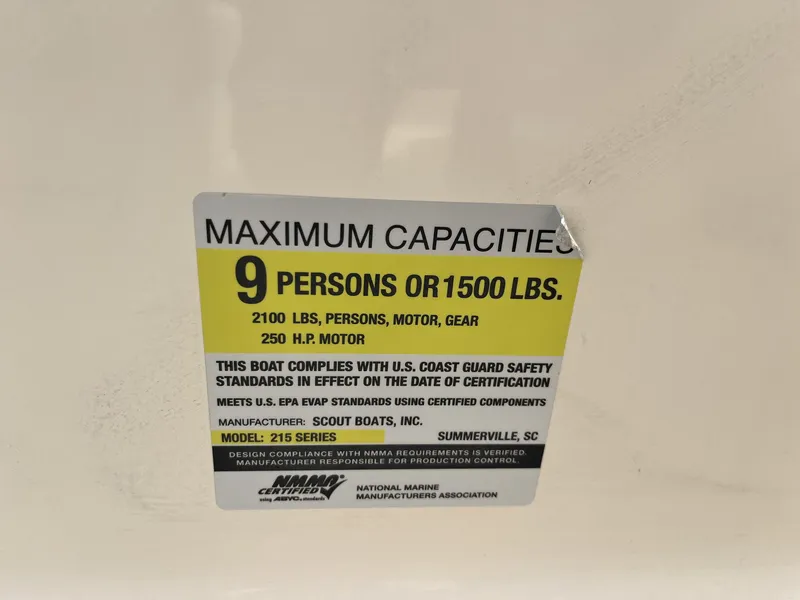 MAXIMUM CAPACITIES
9 PERSONS OR 1500 LBS.
2100 LBS, PERSONS, MOTOR, GEAR
250 H.P. MOTOR
THIS BOAT COMPLIES WITH U.S. COAST GUARD SAFETY
STANDARDS IN EFFECT ON THE DATE OF CERTIFICATION
MEETS U.S. EPA EVAP STANDARDS USING CERTIFIED COMPONENTS
MANUFACTURER: SCOUT BOATS, INC.
MODEL: 215 SERIES SUMMERVILLE, SC
DESIGN COMPLIANCE WITH NMMA REQUIREMENTS IS VERIFIED.
MANUFACTURER RESPONSIBLE FOR PRODUCTION CONTROL.
NMMA
CERTIFIED
using ABYC standards
NATIONAL MARINE
MANUFACTURERS ASSOCIATION